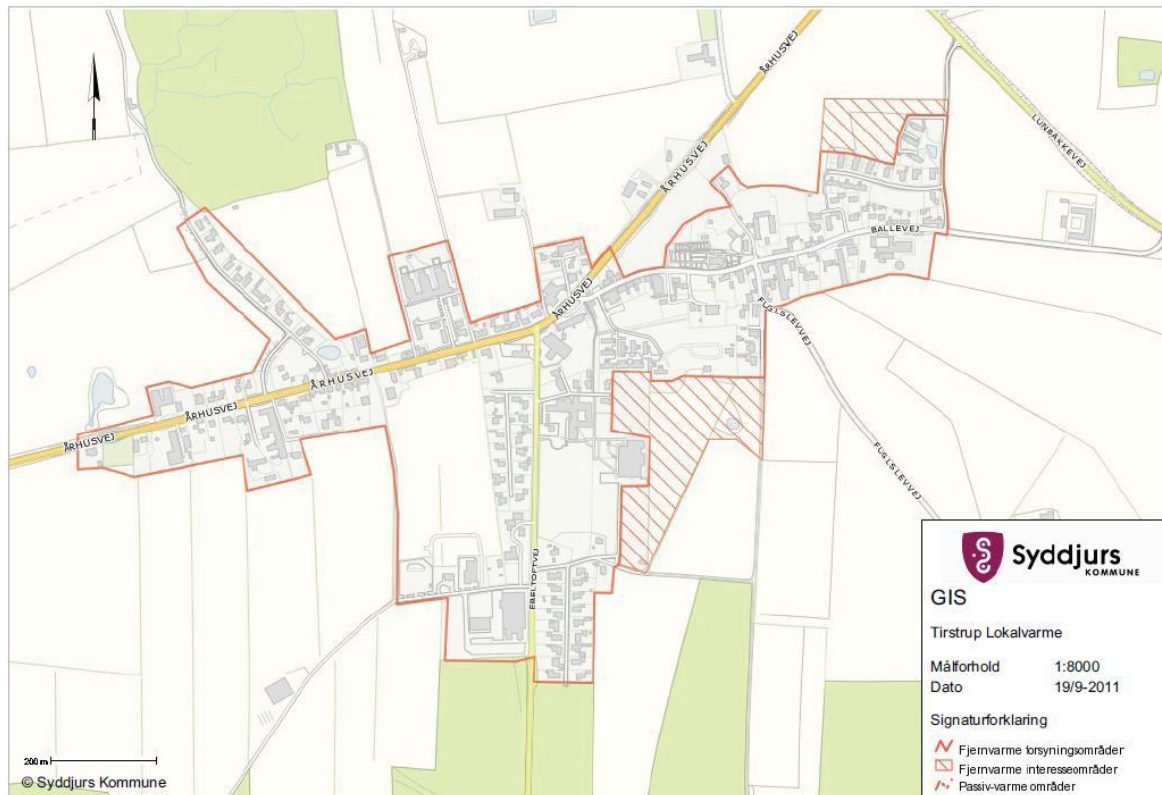 ÅRHUSVEJ
LUNBAKKEVEJ
ÅRHUSVEJ
BALLEVEJ
ÅRHUSVEJ
FUGLSLEVVEJ
ÅRHUSVEJ
ÅRHUSVEJ
ÅRHUSVEJ
FUGLSLEVVEJ
EBELTOFTVEJ
Syddjurs
KOMMUNE
GIS
Tirstrup Lokalvarme
Målforhold 1:8000
Dato 19/9-2011
Signaturforklaring
Fjernvarme forsyningsområder
Fjernvarme interesseområder
Passiv-varme områder
200 m
© Syddjurs Kommune